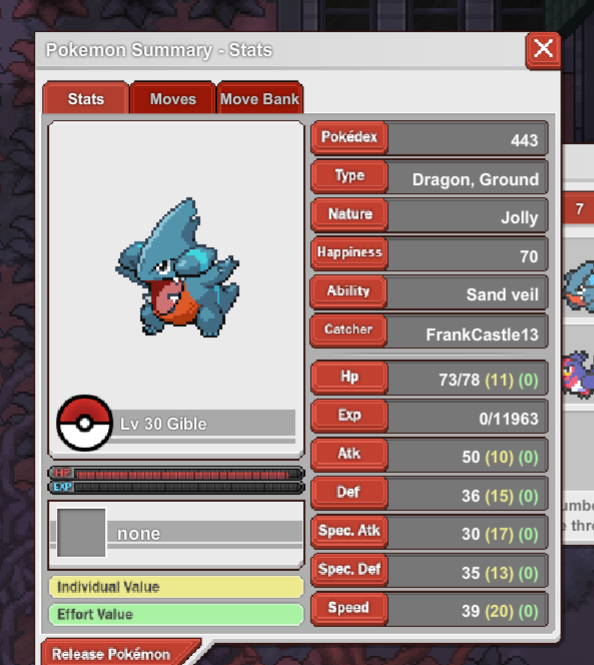 Pokemon Summary - Stats
Stats Moves Move Bank
Pokédex 443
Type Dragon, Ground
Nature Jolly
Happiness 70
Ability Sand veil
Catcher FrankCastle13
Hp 73/78 (11) (0)
Exp 0/11963
Atk 50 (10) (0)
Def 36 (15) (0)
Spec. Atk 30 (17) (0)
Spec. Def 35 (13) (0)
Speed 39 (20) (0)
Lv 30 Gible
HP
EXP
none
Individual Value
Effort Value
Release Pokémon
7